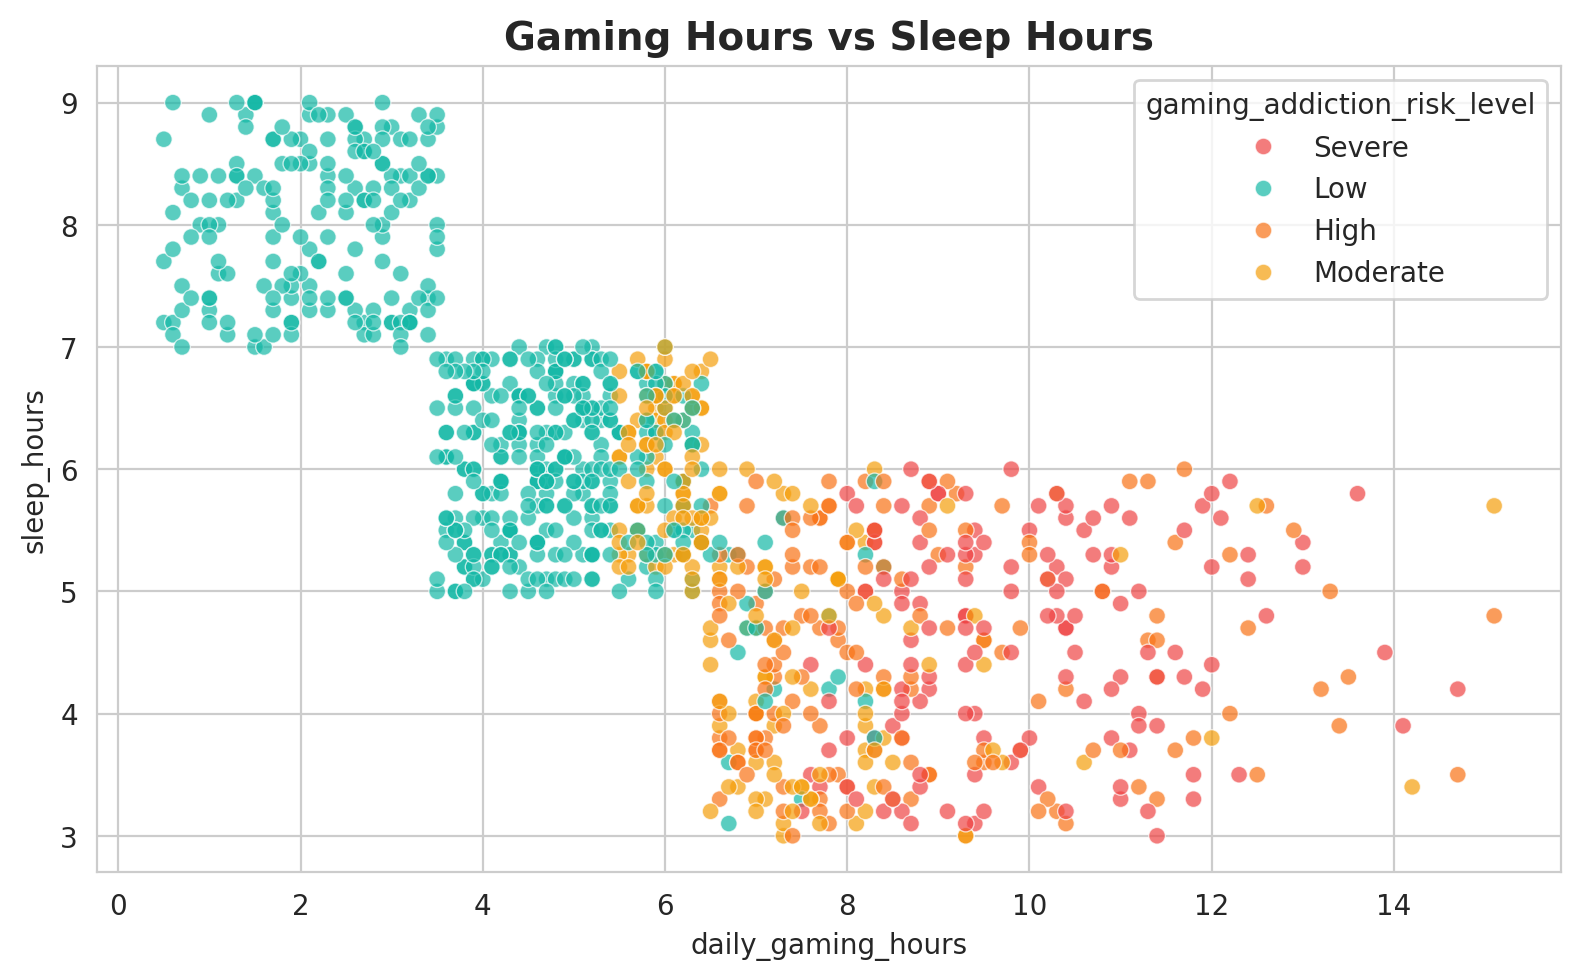 Gaming Hours vs Sleep Hours
gaming_addiction_risk_level
Severe
Low
High
Moderate
sleep_hours
9
8
7
6
5
4
3
0 2 4 6 8 10 12 14
daily_gaming_hours